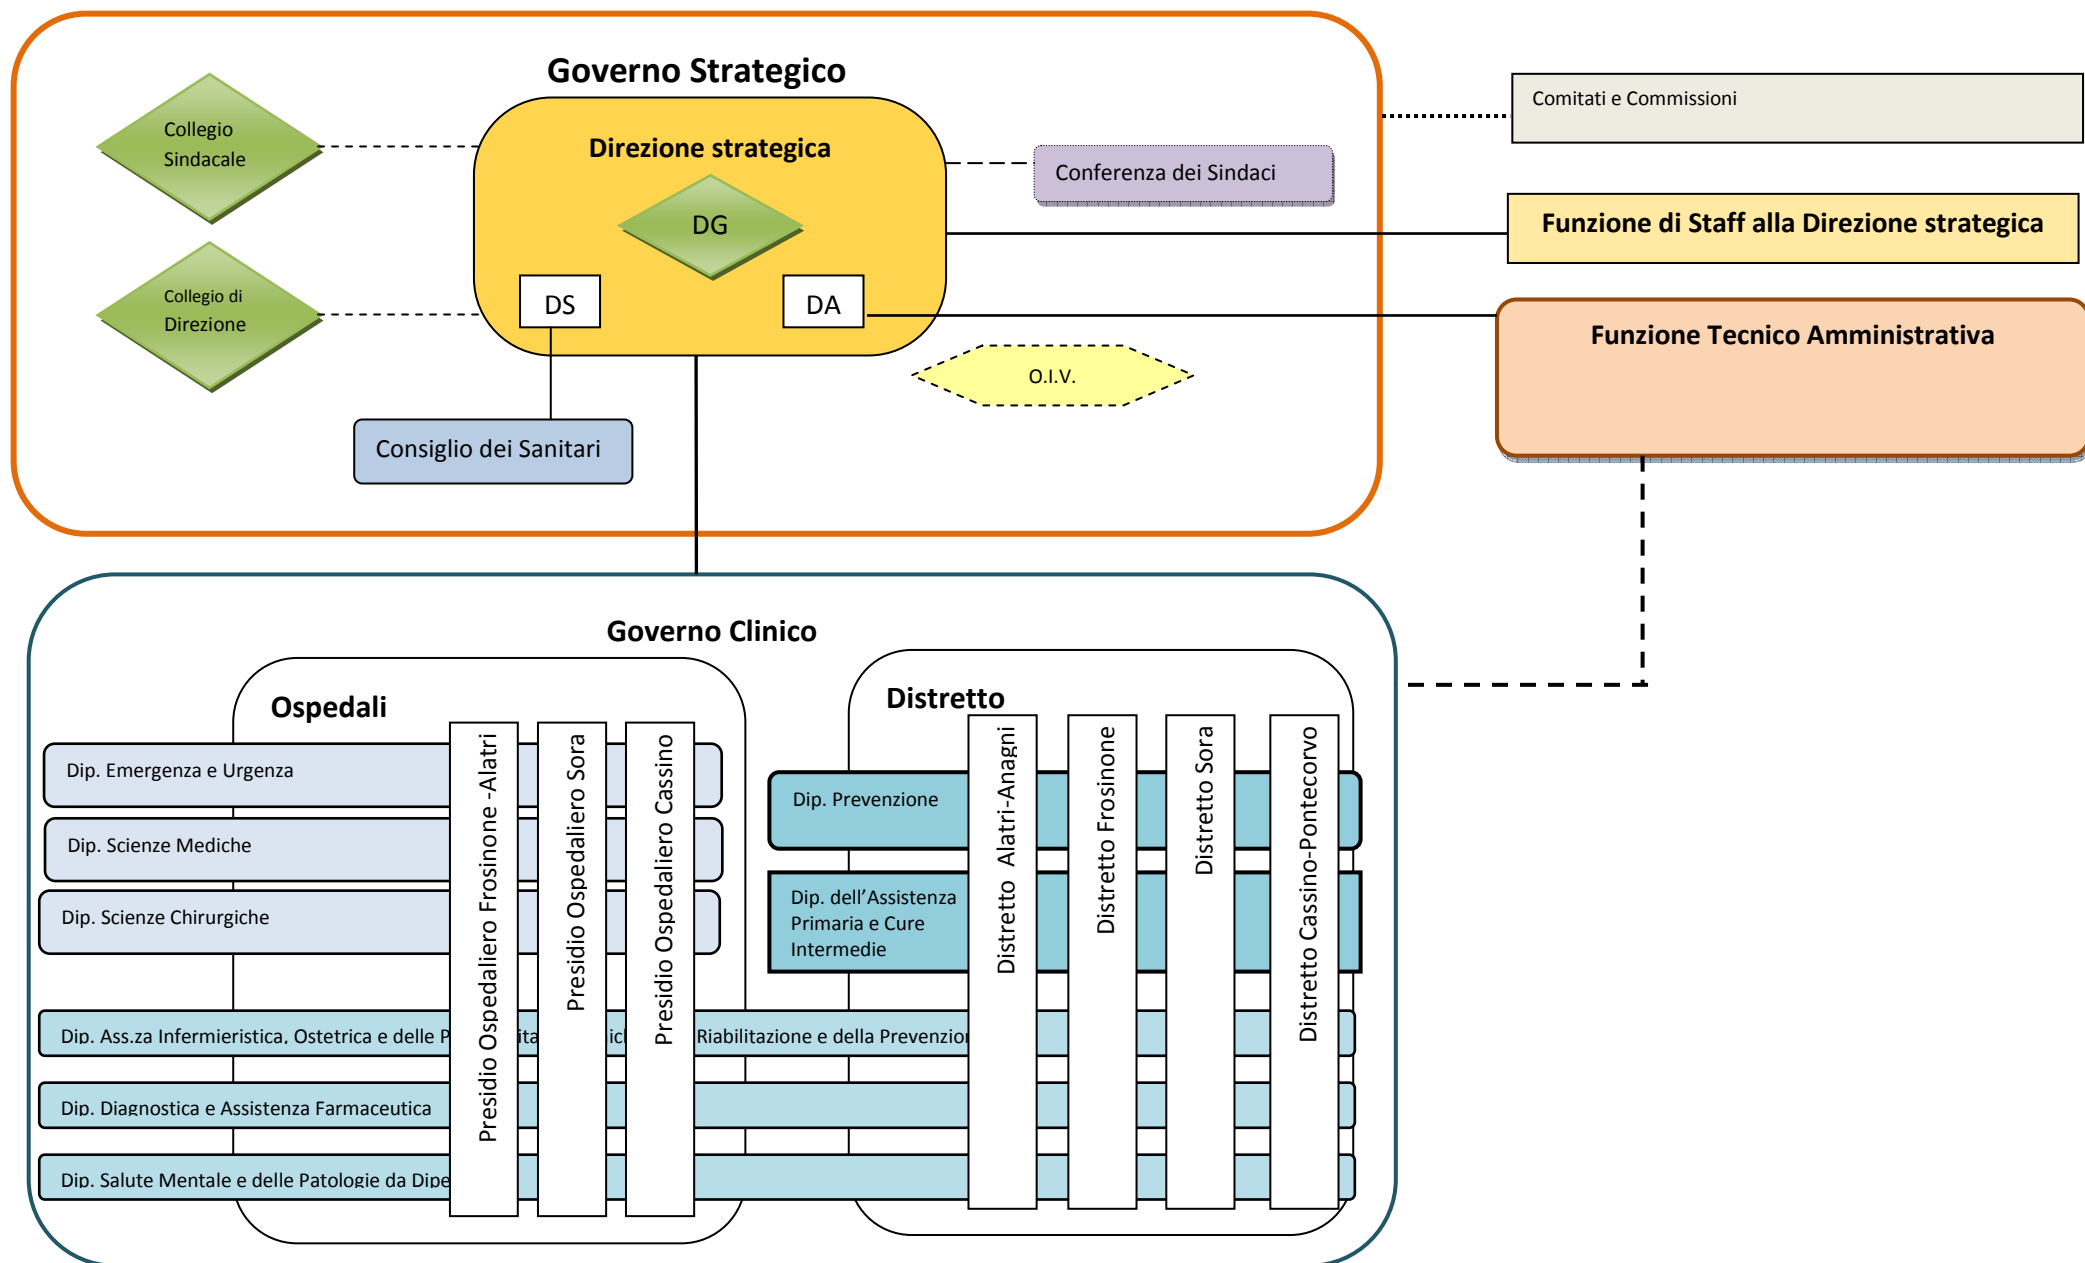 Governo Strategico
Collegio
Sindacale
Direzione strategica
DG
DS
DA
Collegio di
Direzione
Conferenza dei Sindaci
O.I.V.
Consiglio dei Sanitari
Comitati e Commissioni
Funzione di Staff alla Direzione strategica
Funzione Tecnico Amministrativa
Governo Clinico
Ospedali
Dip. Emergenza e Urgenza
Dip. Scienze Mediche
Dip. Scienze Chirurgiche
Presidio Ospedaliero Frosinone -Alatri
Presidio Ospedaliero Sora
Presidio Ospedaliero Cassino
Distretto
Dip. Prevenzione
Dip. dell’Assistenza
Primaria e Cure
Intermedie
Distretto Alatri-Anagni
Distretto Frosinone
Distretto Sora
Distretto Cassino-Pontecorvo
Dip. Ass.za Infermieristica, Ostetrica e delle Riabilitazione e della
Dip. Diagnostica e Assistenza Farmaceutica
Dip. Salute Mentale e delle Patologie da